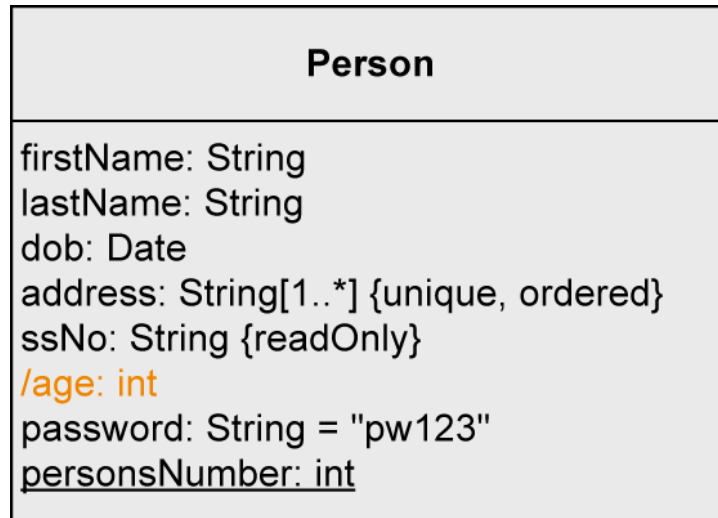 Person
firstName: String
lastName: String
dob: Date
address: String[1..*] {unique, ordered}
ssNo: String {readOnly}
/age: int
password: String = "pw123"
personsNumber: int